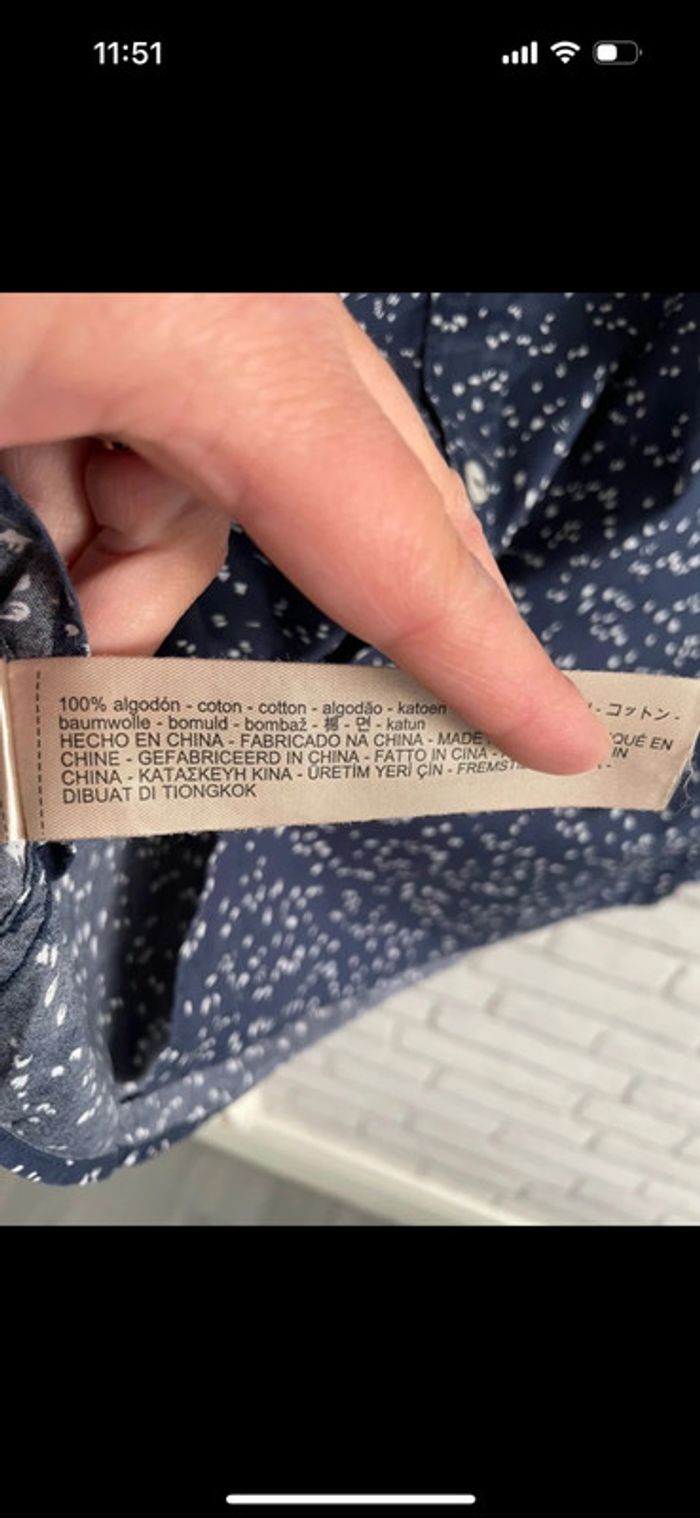 11:51
100% algodón - coton - cotton - algodão - katoen - コットン -
baumwolle - bomuld - bombaž - 棉 - 면 - katun
HECHO EN CHINA - FABRICADO NA CHINA - MADE QUÉ EN
CHINE - GEFABRICEERD IN CHINA - FATTO IN CINA - IN
CHINA - ΚΑΤΑΣΚΕΥΗ ΚΙΝΑ - ÜRETİM YERİ ÇİN -
DIBUAT DI TIONGKOK